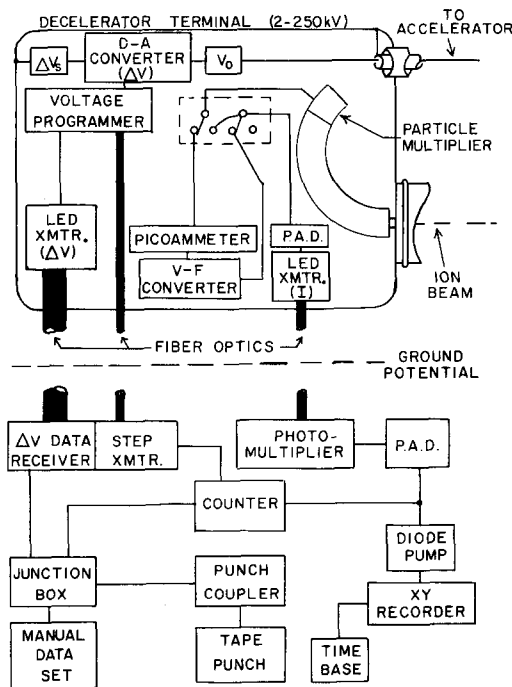 DECELERATOR TERMINAL (2-250kV)
TO
ACCELERATOR
ΔVs
D-A
CONVERTER
(ΔV)
V0
VOLTAGE
PROGRAMMER
PARTICLE
MULTIPLIER
LED
XMTR.
(ΔV)
PICOAMMETER
V-F
CONVERTER
P.A.D.
LED
XMTR.
(I)
ION
BEAM
FIBER OPTICS
GROUND
POTENTIAL
ΔV DATA
RECEIVER
STEP
XMTR.
PHOTO-
MULTIPLIER
P.A.D.
COUNTER
DIODE
PUMP
JUNCTION
BOX
PUNCH
COUPLER
XY
RECORDER
MANUAL
DATA
SET
TAPE
PUNCH
TIME
BASE